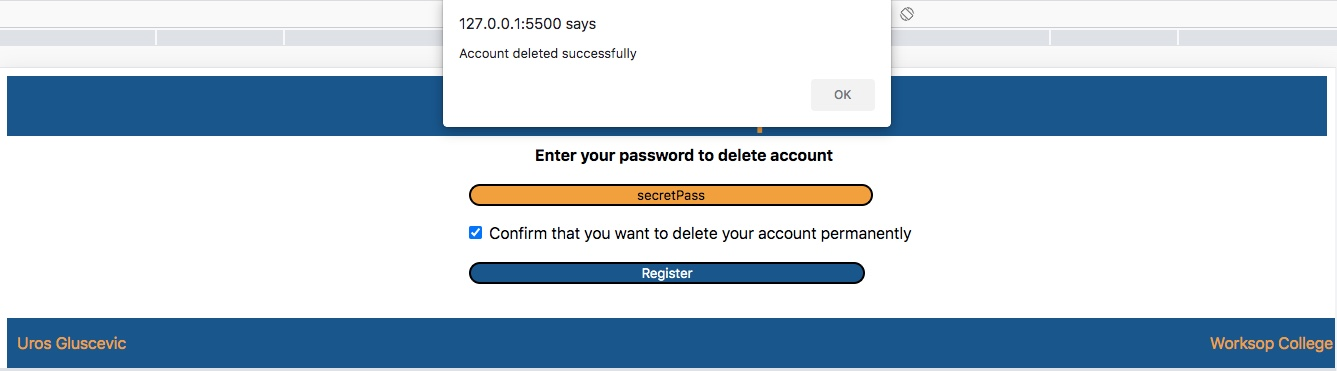 127.0.0.1:5500 says
Account deleted successfully
OK
Enter your password to delete account
secretPass
Confirm that you want to delete your account permanently
Register
Uros Gluscevic
Worksop College